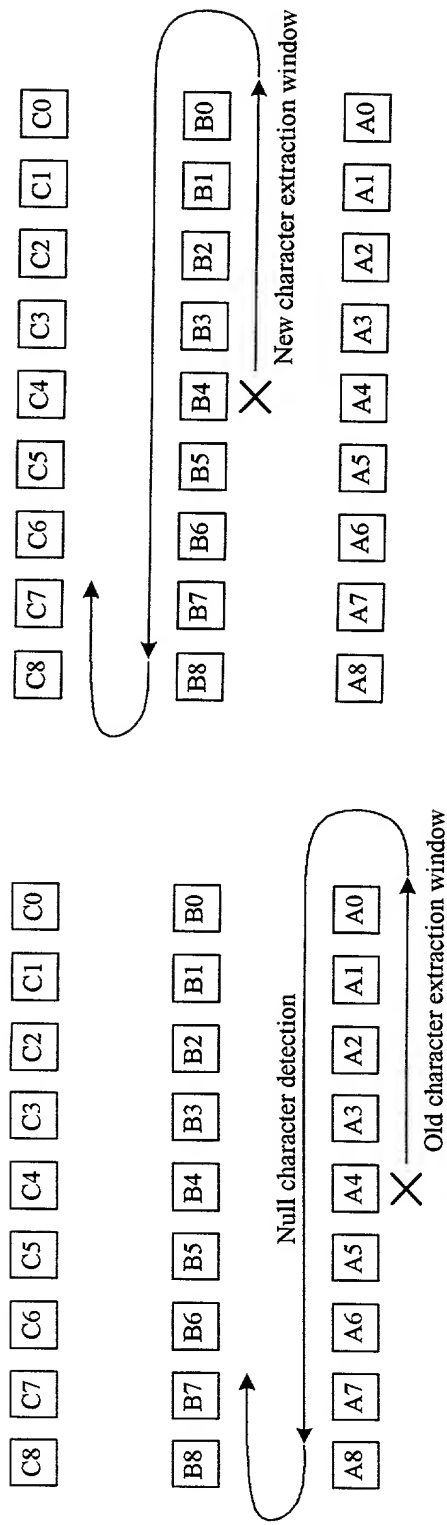 C8 C7 C6 C5 C4 C3 C2 C1 C0
B8 B7 B6 B5 B4 B3 B2 B1 B0
Null character detection
A8 A7 A6 A5 A4 A3 A2 A1 A0
Old character extraction window
C8 C7 C6 C5 C4 C3 C2 C1 C0
B8 B7 B6 B5 B4 B3 B2 B1 B0
New character extraction window
A8 A7 A6 A5 A4 A3 A2 A1 A0